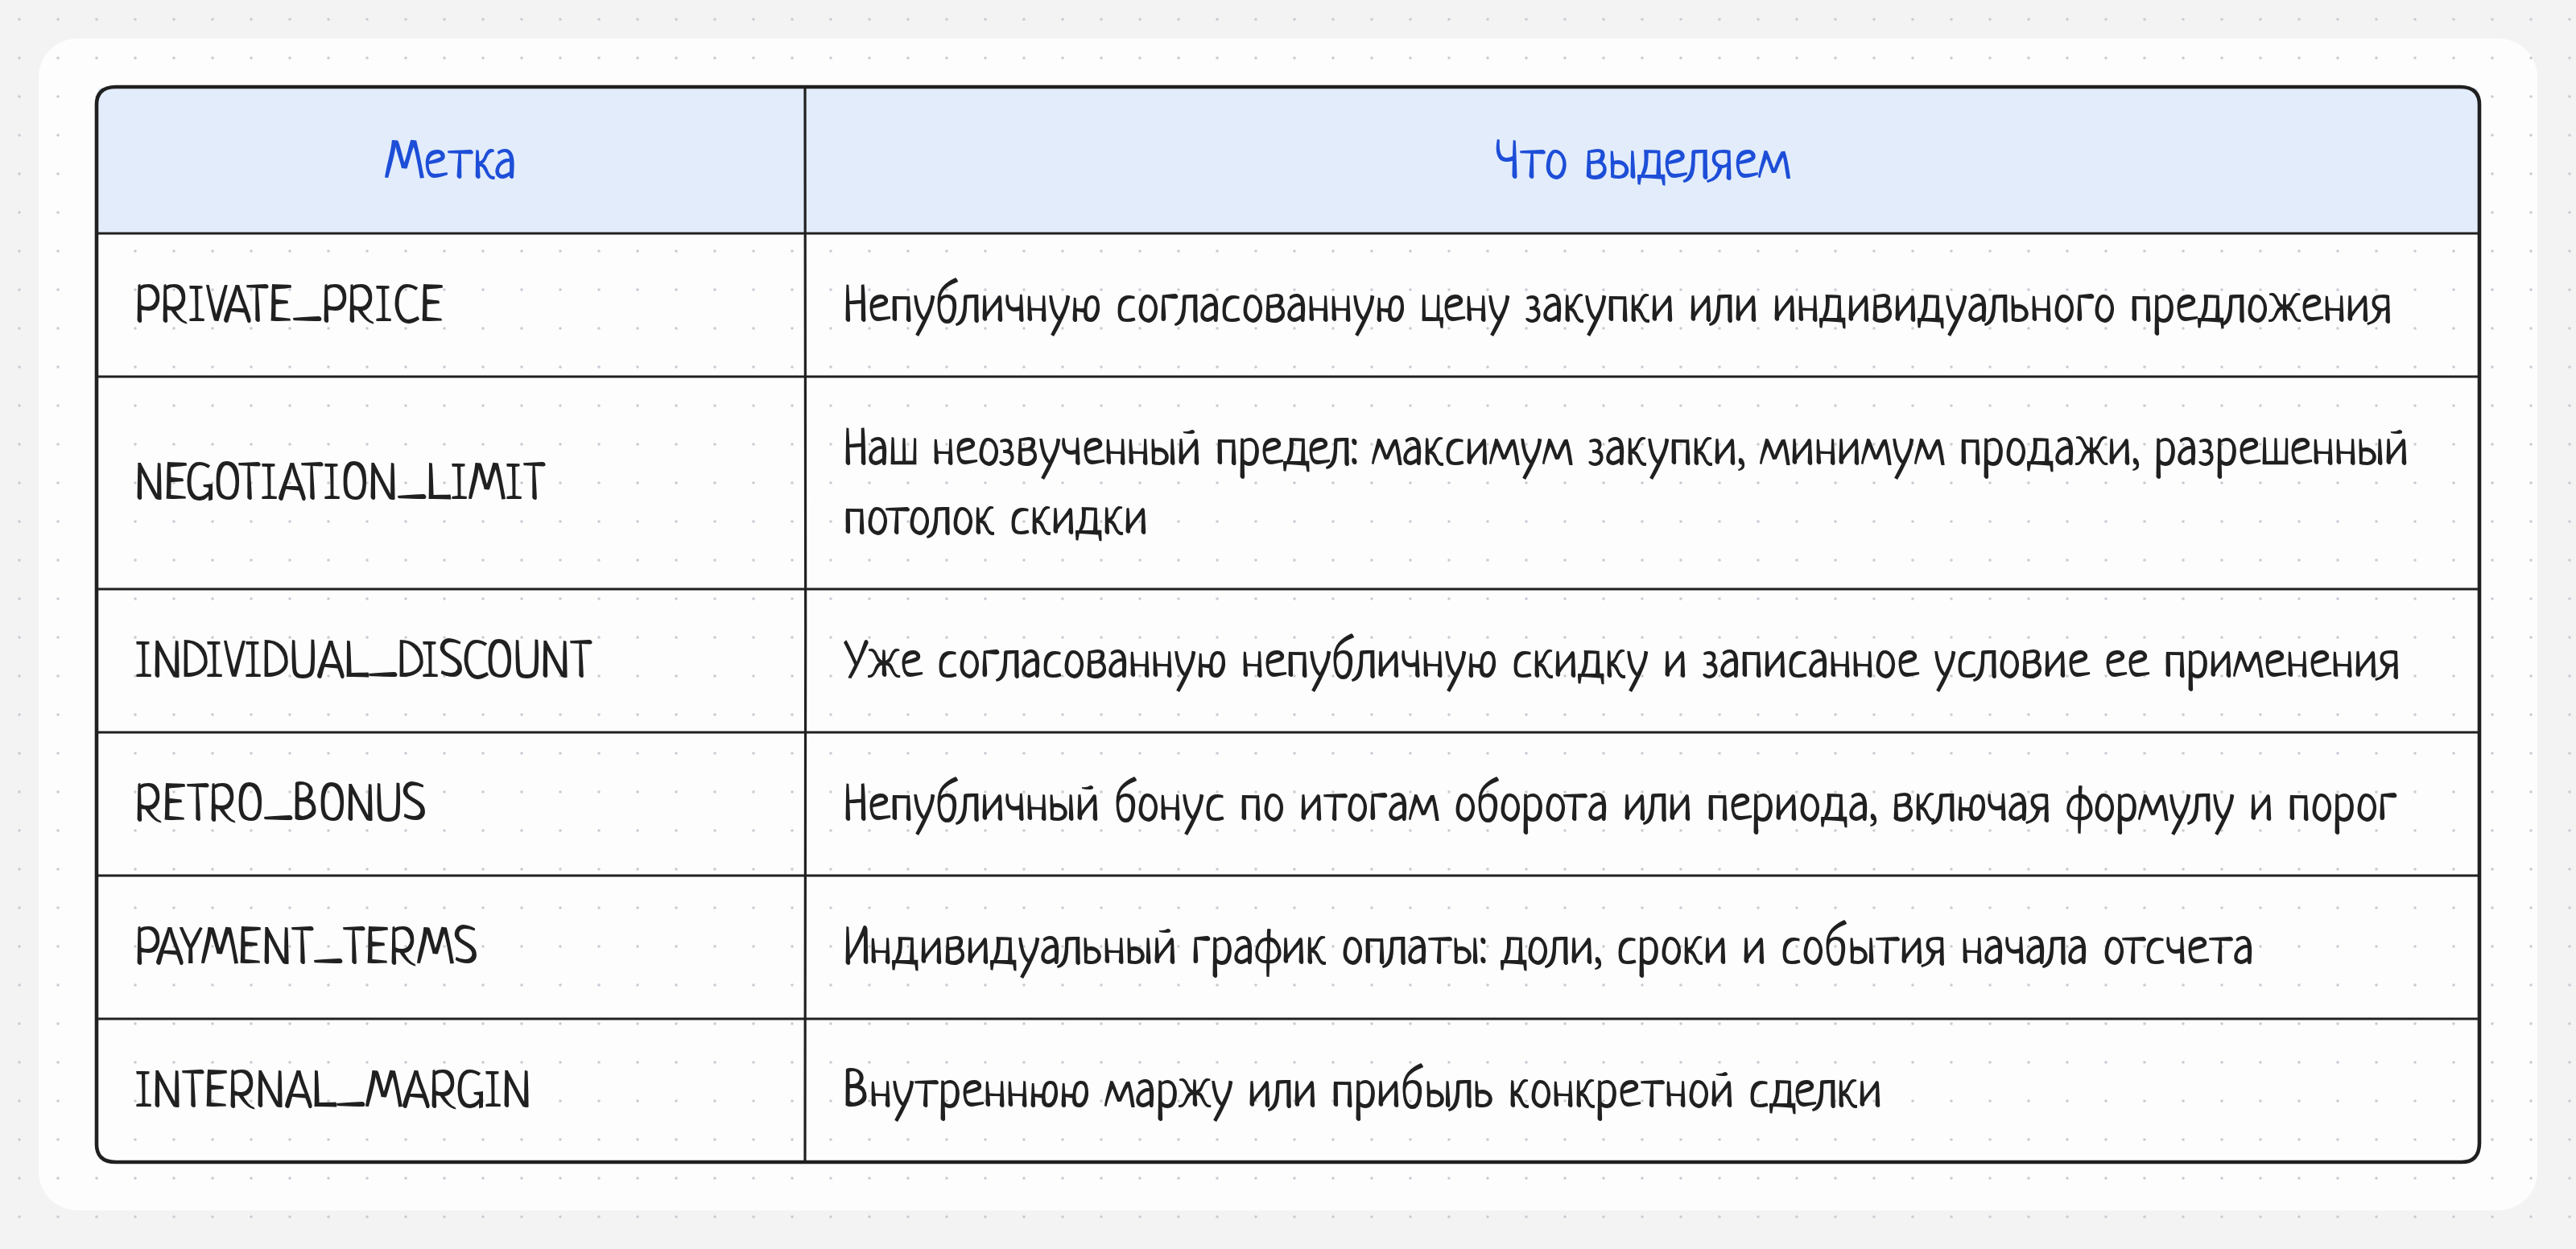 Метка
Что выделяем
PRIVATE_PRICE
Непубличную согласованную цену закупки или индивидуального предложения
NEGOTIATION_LIMIT
Наш неозвученный предел: максимум закупки, минимум продажи, разрешенный
потолок скидки
INDIVIDUAL_DISCOUNT
Уже согласованную непубличную скидку и записанное условие ее применения
RETRO_BONUS
Непубличный бонус по итогам оборота или периода, включая формулу и порог
PAYMENT_TERMS
Индивидуальный график оплаты: доли, сроки и события начала отсчета
INTERNAL_MARGIN
Внутреннюю маржу или прибыль конкретной сделки